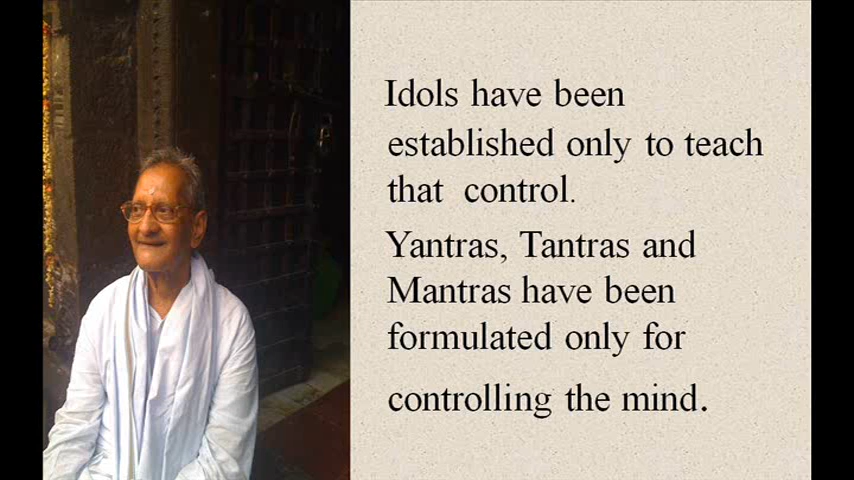 Idols have been
established only to teach
that control.
Yantras, Tantras and
Mantras have been
formulated only for
controlling the mind.